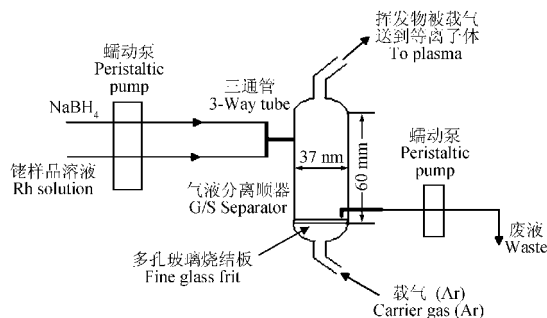 挥发物被载气
送到等离子体
To plasma
蠕动泵
Peristaltic
pump
三通管
3-Way tube
NaBH4
铑样品溶液
Rh solution
37 nm
60 mm
蠕动泵
Peristaltic
pump
气液分离顺器
G/S Separator
废液
Waste
多孔玻璃烧结板
Fine glass frit
载气 (Ar)
Carrier gas (Ar)